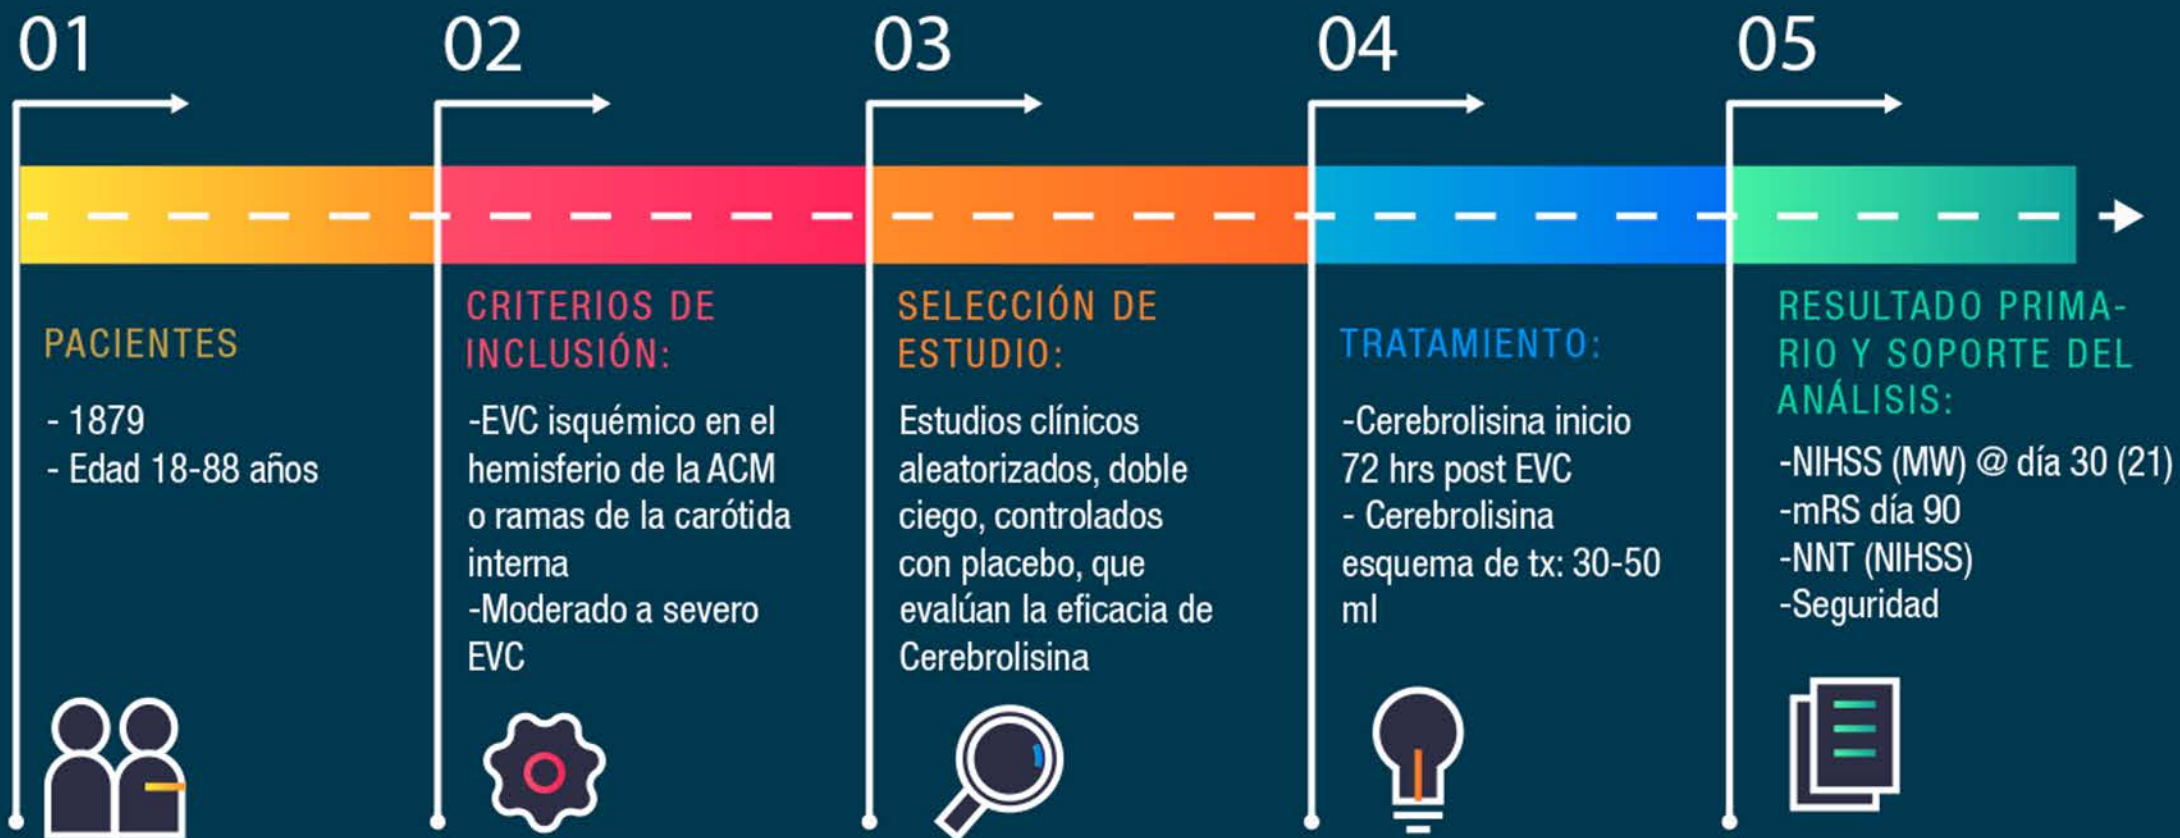 01
PACIENTES
- 1879
- Edad 18-88 años
02
CRITERIOS DE
INCLUSIÓN:
-EVC isquémico en el
hemisferio de la ACM
o ramas de la carótida
interna
-Moderado a severo
EVC
03
SELECCIÓN DE
ESTUDIO:
Estudios clínicos
aleatorizados, doble
ciego, controlados
con placebo, que
evalúan la eficacia de
Cerebrolisina
04
TRATAMIENTO:
-Cerebrolisina inicio
72 hrs post EVC
- Cerebrolisina
esquema de tx: 30-50
ml
05
RESULTADO PRIMA-
RIO Y SOPORTE DEL
ANÁLISIS:
-NIHSS (MW) @ día 30 (21)
-mRS día 90
-NNT (NIHSS)
-Seguridad